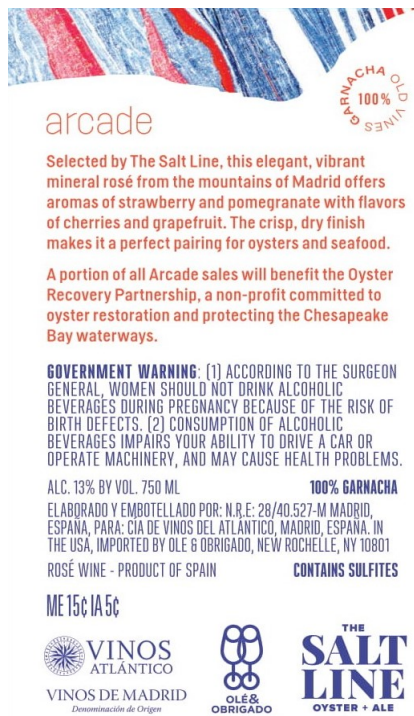 GARNACHA OLD VINES
100%
arcade
Selected by The Salt Line, this elegant, vibrant
mineral rosé from the mountains of Madrid offers
aromas of strawberry and pomegranate with flavors
of cherries and grapefruit. The crisp, dry finish
makes it a perfect pairing for oysters and seafood.
A portion of all Arcade sales will benefit the Oyster
Recovery Partnership, a non-profit committed to
oyster restoration and protecting the Chesapeake
Bay waterways.
GOVERNMENT WARNING: (1) ACCORDING TO THE SURGEON
GENERAL, WOMEN SHOULD NOT DRINK ALCOHOLIC
BEVERAGES DURING PREGNANCY BECAUSE OF THE RISK OF
BIRTH DEFECTS. (2) CONSUMPTION OF ALCOHOLIC
BEVERAGES IMPAIRS YOUR ABILITY TO DRIVE A CAR OR
OPERATE MACHINERY, AND MAY CAUSE HEALTH PROBLEMS.
ALC. 13% BY VOL. 750 ML 100% GARNACHA
ELABORADO Y EMBOTELLADO POR: N.R.E: 28/40.527-M MADRID,
ESPAÑA, PARA: CÍA DE VINOS DEL ATLÁNTICO, MADRID, ESPAÑA. IN
THE USA, IMPORTED BY OLE & OBRIGADO, NEW ROCHELLE, NY 10801
ROSÉ WINE - PRODUCT OF SPAIN CONTAINS SULFITES
ME 15¢ IA 5¢
VINOS
ATLÁNTICO
VINOS DE MADRID
Denominación de Origen
OLÉ&
OBRIGADO
THE
SALT
LINE
OYSTER + ALE